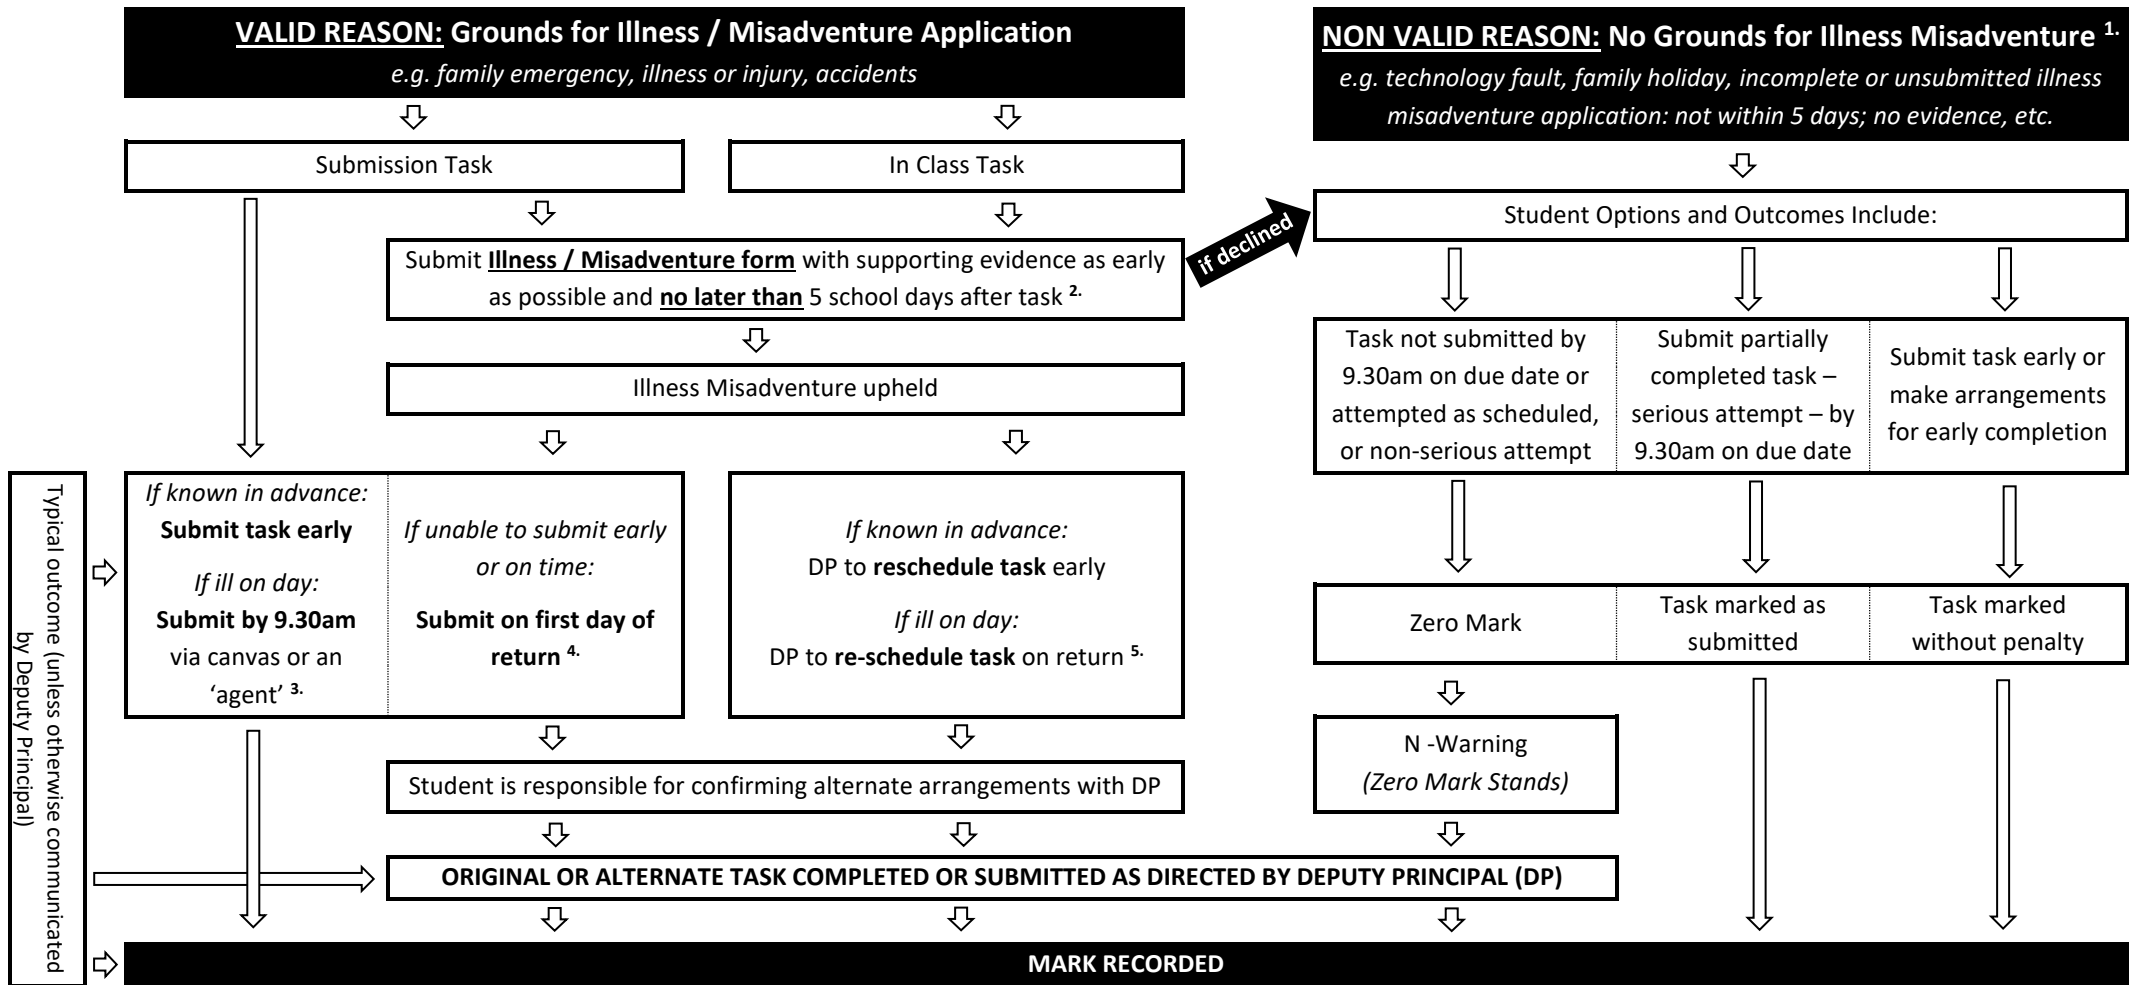 VALID REASON: Grounds for Illness / Misadventure Application
e.g. family emergency, illness or injury, accidents
Submission Task
In Class Task
Submit Illness / Misadventure form with supporting evidence as early
as possible and no later than 5 school days after task 2.
if declined
Illness Misadventure upheld
Typical outcome (unless otherwise communicated
by Deputy Principal)
If known in advance:
Submit task early
If ill on day:
Submit by 9.30am
via canvas or an
‘agent’ 3.
If unable to submit early
or on time:
Submit on first day of
return 4.
If known in advance:
DP to reschedule task early
If ill on day:
DP to re-schedule task on return 5.
Student is responsible for confirming alternate arrangements with DP
NON VALID REASON: No Grounds for Illness Misadventure 1.
e.g. technology fault, family holiday, incomplete or unsubmitted illness
misadventure application: not within 5 days; no evidence, etc.
Student Options and Outcomes Include:
Task not submitted by
9.30am on due date or
attempted as scheduled,
or non-serious attempt
Submit partially
completed task –
serious attempt – by
9.30am on due date
Submit task early or
make arrangements
for early completion
Zero Mark
Task marked as
submitted
Task marked
without penalty
N -Warning
(Zero Mark Stands)
ORIGINAL OR ALTERNATE TASK COMPLETED OR SUBMITTED AS DIRECTED BY DEPUTY PRINCIPAL (DP)
MARK RECORDED